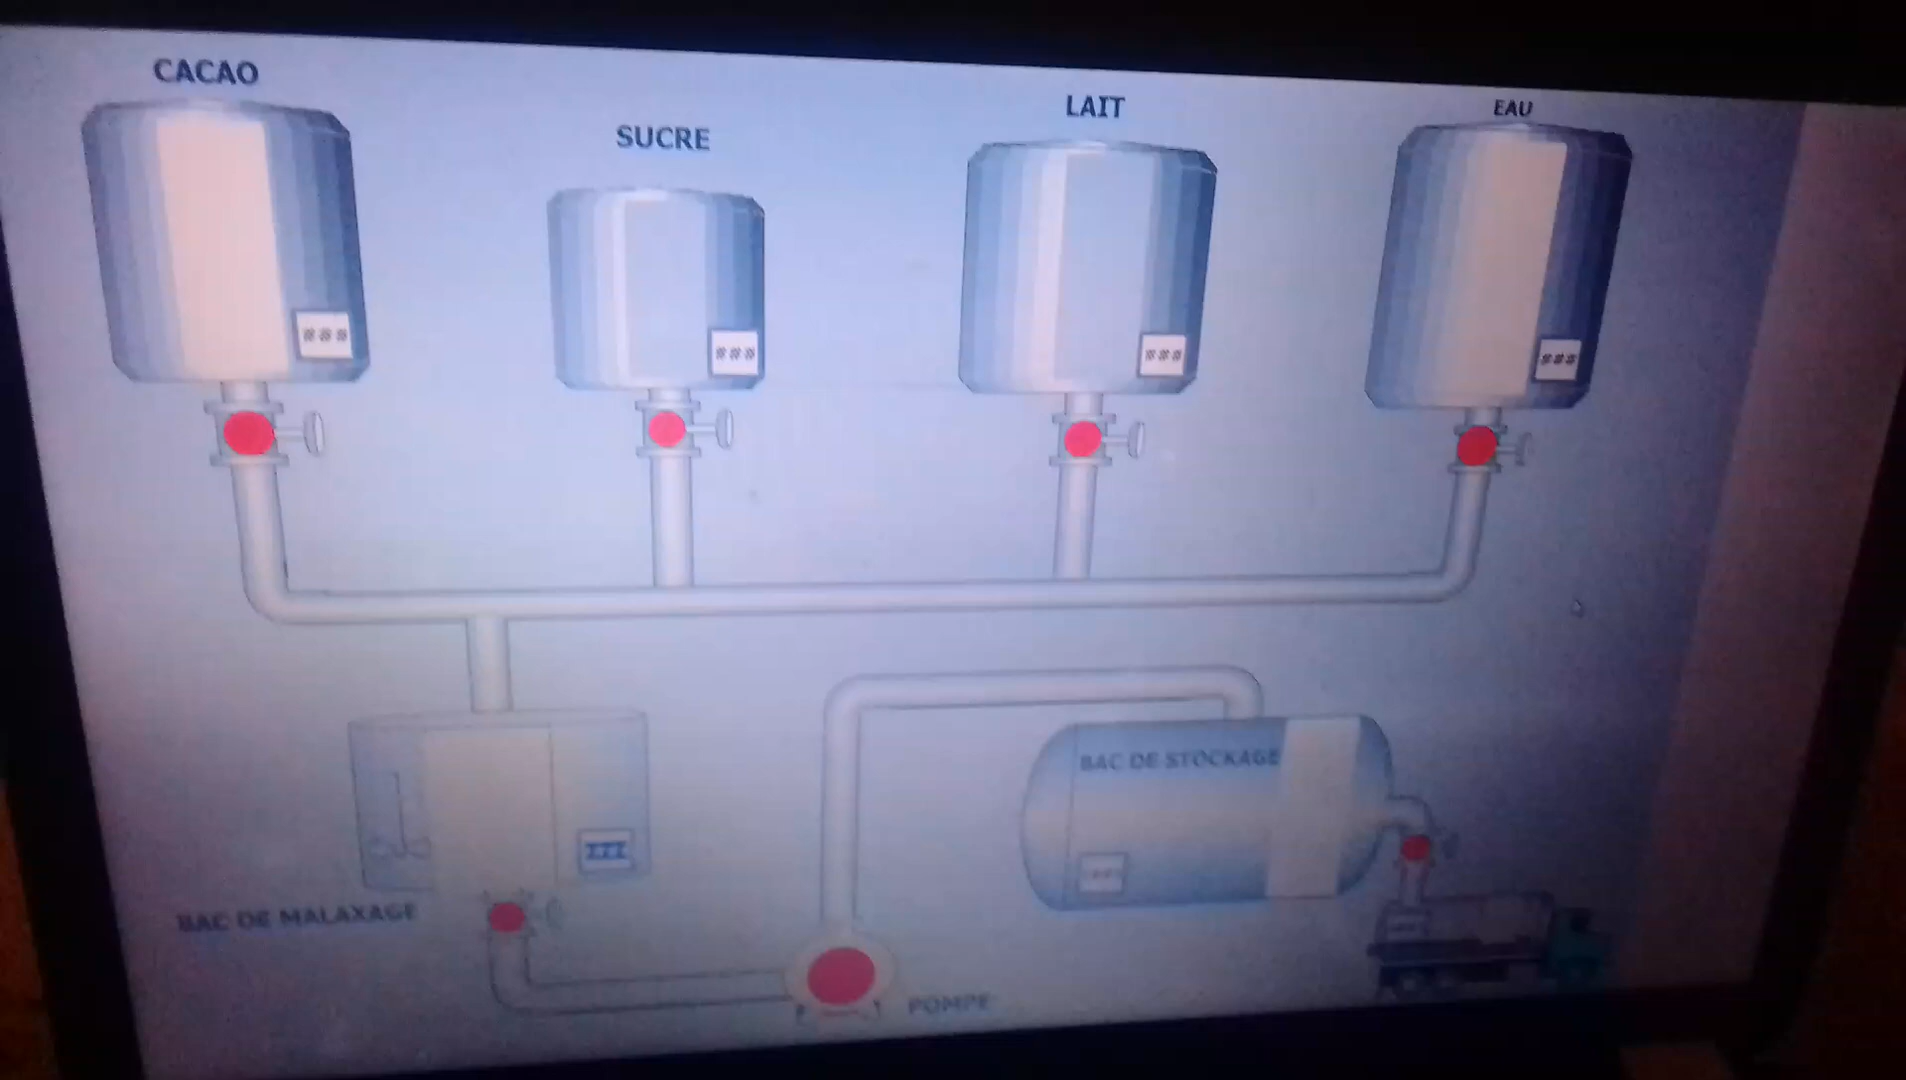 CACAO
SUCRE
LAIT
EAU
###
###
###
###
BAC DE STOCKAGE
###
BAC DE MALAXAGE
POMPE